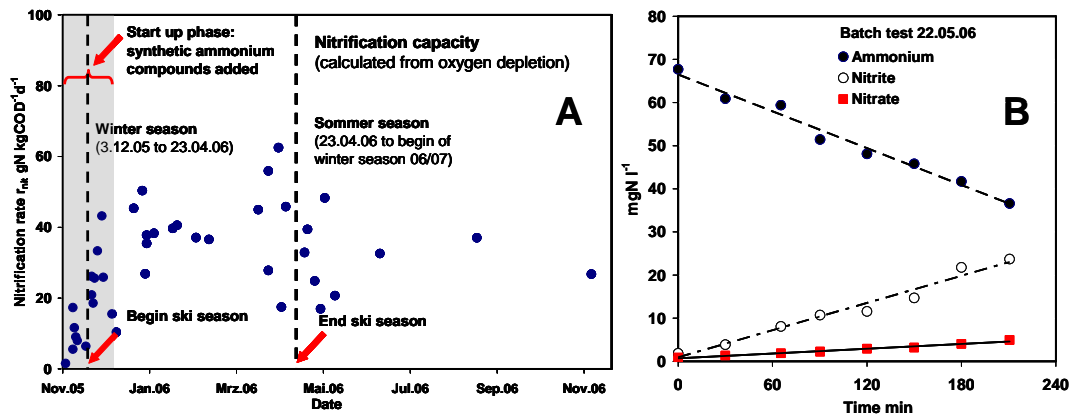 100
80
60
40
20
0
Nitrification rate rₙᵢₜ gN kgCOD⁻¹d⁻¹
Start up phase:
synthetic ammonium
compounds added
Nitrification capacity
(calculated from oxygen depletion)
A
Winter season
(3.12.05 to 23.04.06)
Sommer season
(23.04.06 to begin of
winter season 06/07)
Begin ski season
End ski season
Nov.05 Jan.06 Mrz.06 Mai.06 Jul.06 Sep.06 Nov.06
Date
80
70
60
50
40
30
20
10
0
mgN l⁻¹
Batch test 22.05.06
Ammonium
Nitrite
Nitrate
B
0 60 120 180 240
Time min